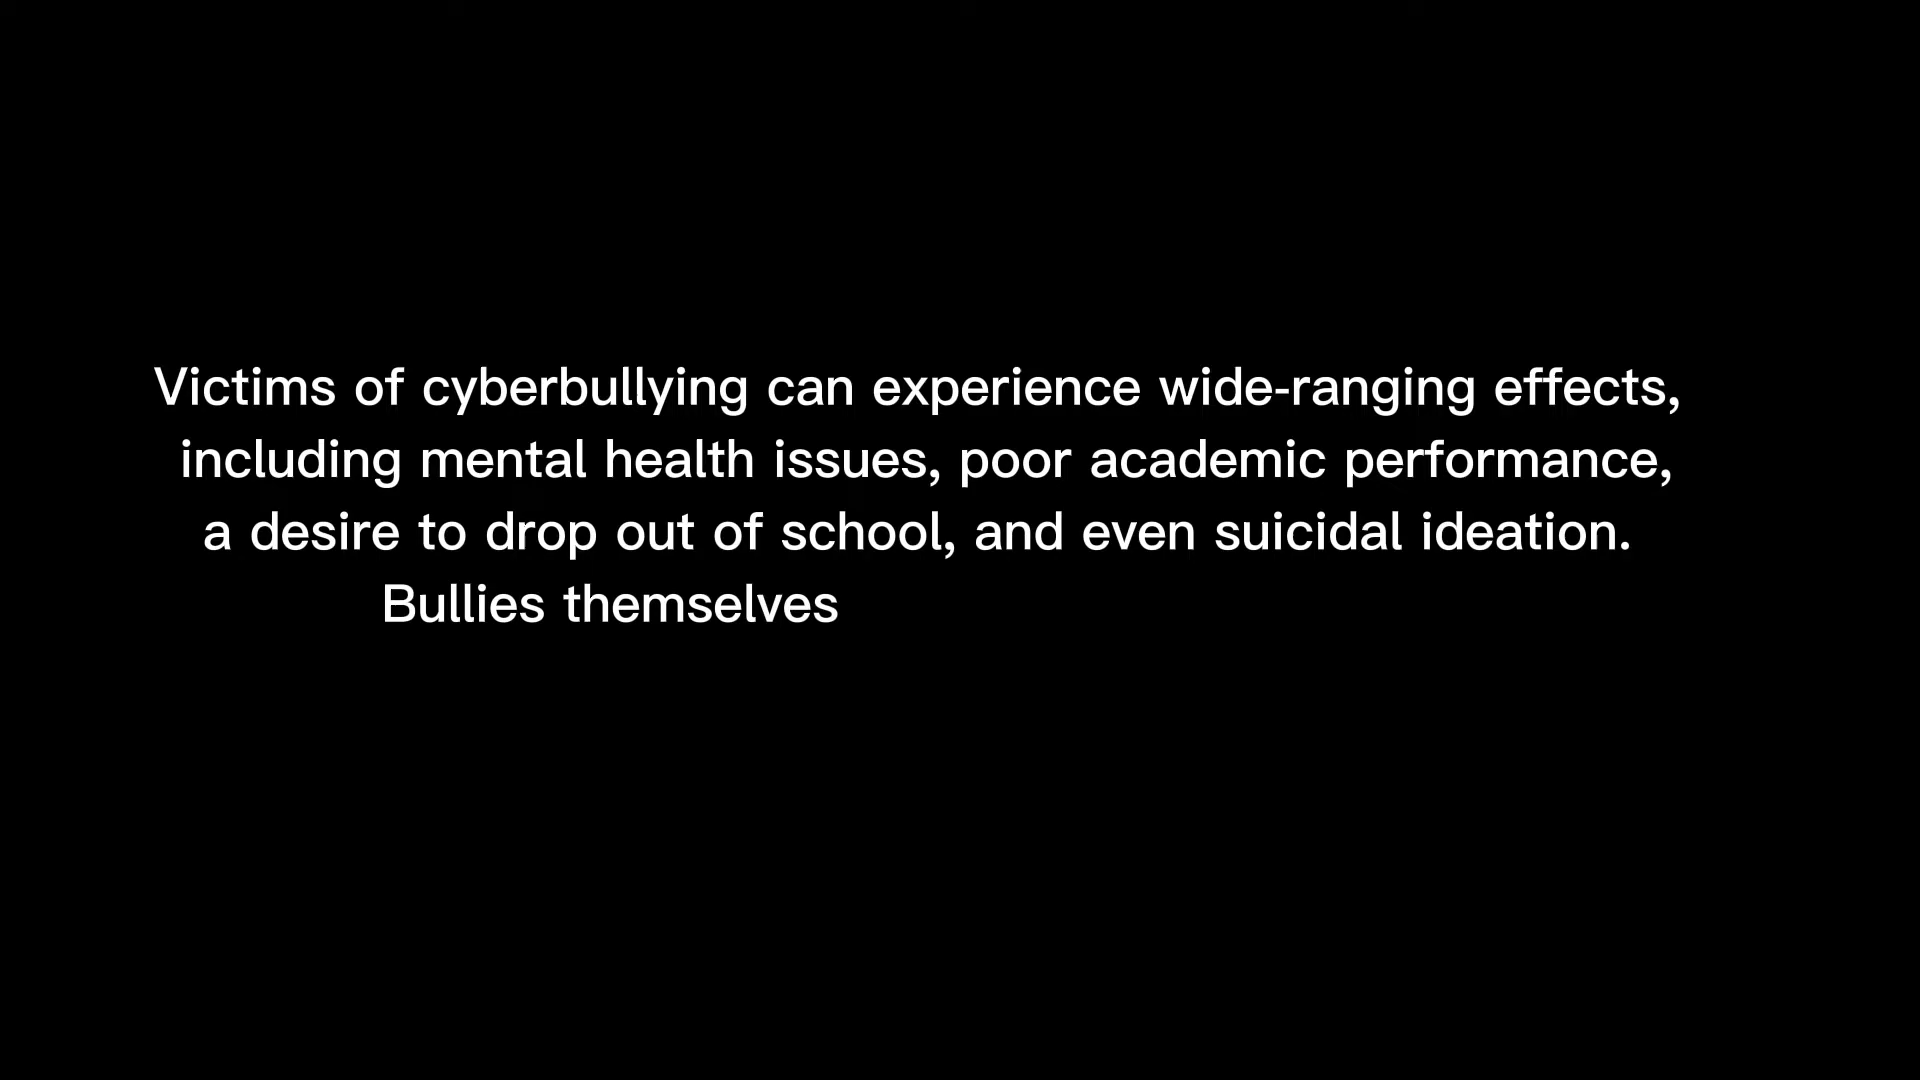 Victims of cyberbullying can experience wide-ranging effects,
including mental health issues, poor academic performance,
a desire to drop out of school, and even suicidal ideation.
Bullies themselves